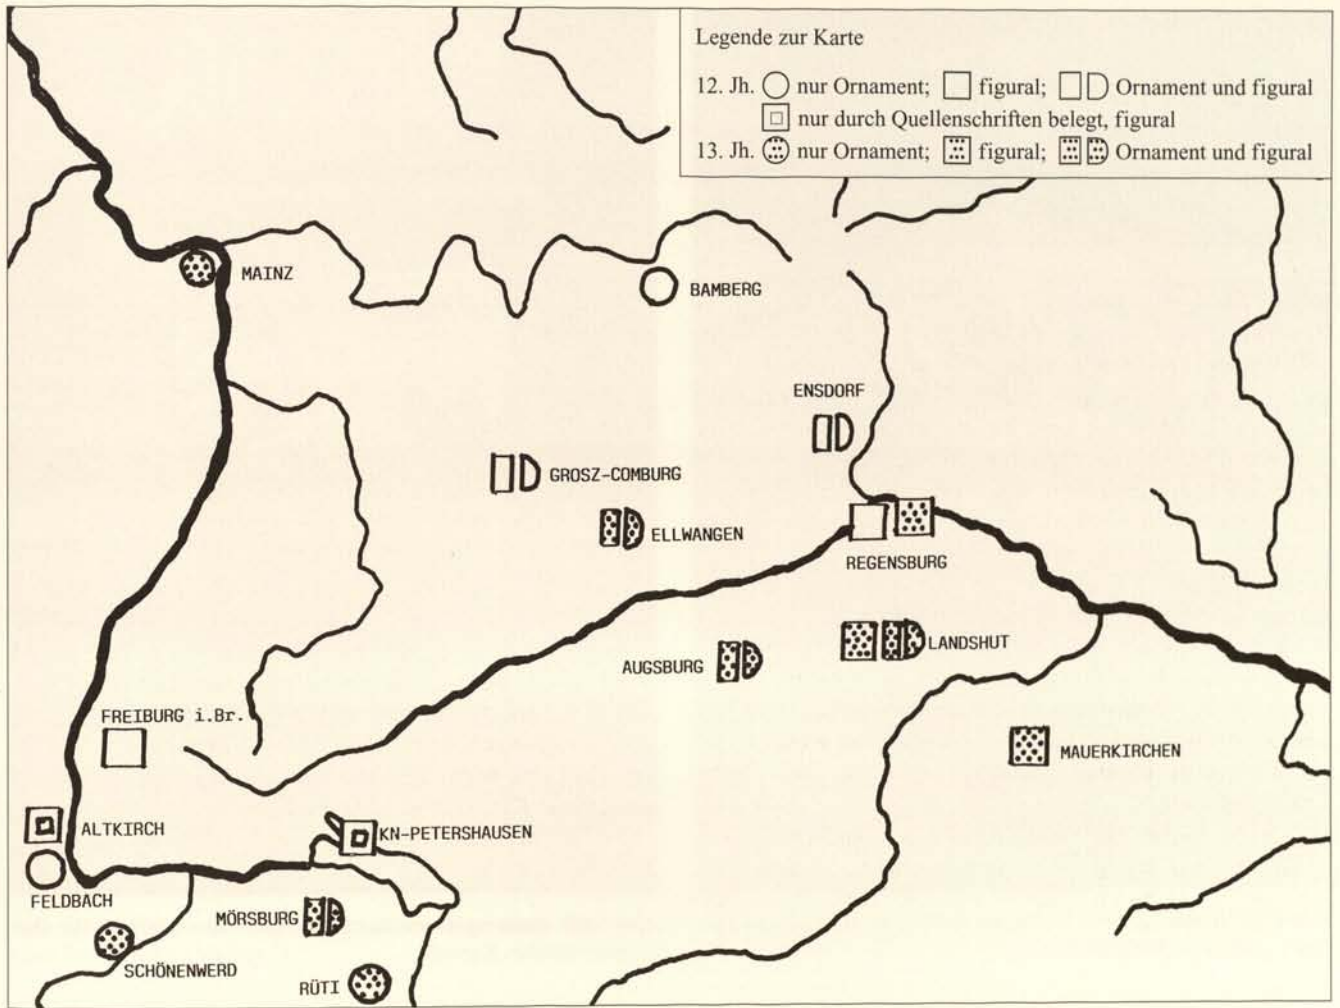 Legende zur Karte
12. Jh. nur Ornament; figural; Ornament und figural
nur durch Quellenschriften belegt, figural
13. Jh. nur Ornament; figural; Ornament und figural
MAINZ
BAMBERG
ENSDORF
GROSZ-COMBURG
ELLWANGEN
REGENSBURG
AUGSBURG
LANDSHUT
FREIBURG i.Br.
MAUERKIRCHEN
ALTKIRCH
KN-PETERSHAUSEN
FELDBACH
MÖRSBURG
SCHÖNENWERD
RÜTI